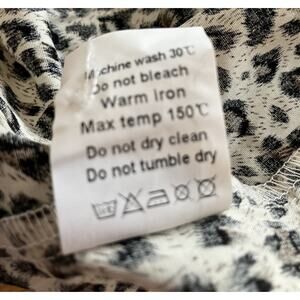 Machine wash 30℃
Do not bleach
Warm iron
Max temp 150℃
Do not dry clean
Do not tumble dry